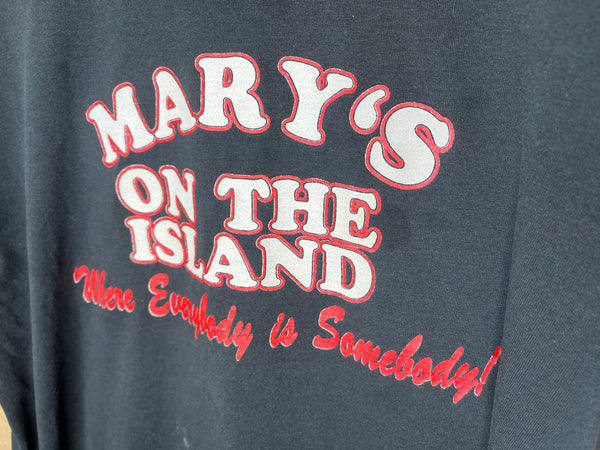 MARY'S
ON THE
ISLAND
Where Everybody is Somebody!